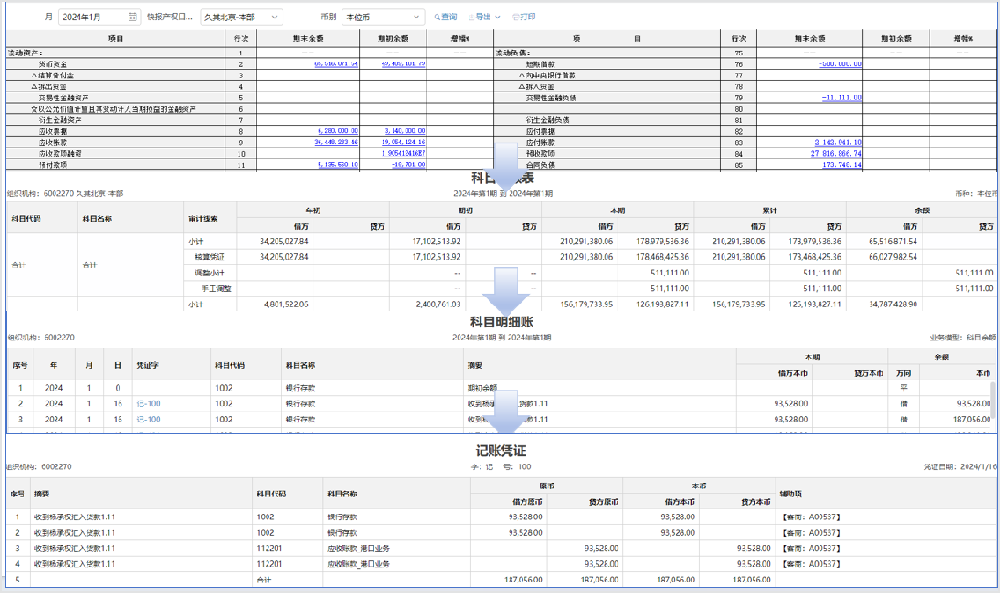 月 2024年1月 快报产权口... 久其北京-本部 币别 本位币 查询 导出 打印
项目 行次 期末余额 期初余额 增幅% 项 目 行次 期末余额 期初余额 增幅%
流动资产: 1 流动负债: 75
货币资金 2 短期借款 76 -500,000.00
△结算备付金 3 △向中央银行借款 77
△拆出资金 4 △拆入资金 78
交易性金融资产 5 交易性金融负债 79 -11,111.00
☆以公允价值计量且其变动计入当期损益的金融资产 6 80
衍生金融资产 7 衍生金融负债 81
应收票据 8 6,280,000.00 3,140,000.00 应付票据 82
应收账款 9 36,448,233.46 19,054,124.16 应付账款 83 2,142,941.10
应收款项融资 10 1.905412416E7 预收款项 84 27,816,866.74
预付款项 11 5,135,580.10 -19,701.00 合同负债 85 173,748.14
科目 表
组织机构: 6002270 久其北京-本部 2024年第1期 到 2024年第1期 币种: 本位币
科目代码 科目名称 审计线索 年初 期初 本期 累计 余额
借方 贷方 借方 贷方 借方 贷方 借方 贷方 借方 贷方
合计 合计 小计 34,205,027.84 17,102,513.92 210,291,380.06 178,979,536.36 210,291,380.06 178,979,536.36 65,516,871.54
核算凭证 34,205,027.84 17,102,513.92 210,291,380.06 178,468,425.36 210,291,380.06 178,468,425.36 66,027,982.54
调整小计 -- -- 511,111.00 511,111.00 511,111.00
手工调整 -- -- 511,111.00 511,111.00 511,111.00
小计 4,801,522.06 2,400,761.03 156,179,733.95 126,193,827.11 156,179,733.95 126,193,827.11 34,787,428.90
科目明细账
组织机构: 6002270 2024年第1期 到 2024年第1期 业务模型: 科目余额
序号 年 月 日 凭证字 科目代码 科目名称 摘要 本期 余额
借方本币 贷方本币 方向 本币
1 2024 1 0 1002 银行存款 期初余额 平
2 2024 1 16 记-100 1002 银行存款 收到杨 货款1.11 93,528.00 借 93,528.00
3 2024 1 16 记-100 1002 银行存款 收到杨 货款1.11 93,528.00 借 187,056.00
记账凭证
组织机构: 6002270 字: 记 号: 100 凭证日期: 2024/1/16
序号 摘要 科目代码 科目名称 原币 本币 辅助项
借方原币 贷方原币 借方本币 贷方本币
1 收到杨承权汇入货款1.11 1002 银行存款 93,528.00 93,528.00 【客商: A00537】
2 收到杨承权汇入货款1.11 1002 银行存款 93,528.00 93,528.00 【客商: A00537】
3 收到杨承权汇入货款1.11 112201 应收账款_港口业务 93,528.00 93,528.00 【客商: A00537】
4 收到杨承权汇入货款1.11 112201 应收账款_港口业务 93,528.00 93,528.00 【客商: A00537】
5 合计 187,056.00 187,056.00 187,056.00 187,056.00